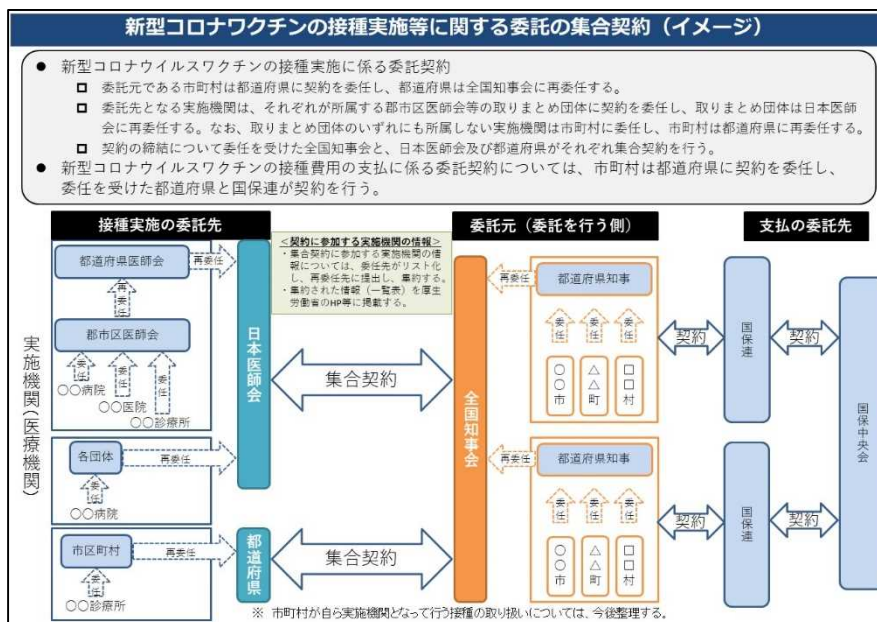 新型コロナワクチンの接種実施等に関する委託の集合契約（イメージ）
● 新型コロナウイルスワクチンの接種実施に係る委託契約
□ 委託元である市町村は都道府県に契約を委任し、都道府県は全国知事会に再委任する。
□ 委託先となる実施機関は、それぞれが所属する郡市区医師会等の取りまとめ団体に契約を委任し、取りまとめ団体は日本医師
会に再委任する。なお、取りまとめ団体のいずれにも所属しない実施機関は市町村に委任し、市町村は都道府県に再委任する。
□ 契約の締結について委任を受けた全国知事会と、日本医師会及び都道府県がそれぞれ集合契約を行う。
● 新型コロナウイルスワクチンの接種費用の支払に係る委託契約については、市町村は都道府県に契約を委任し、
委任を受けた都道府県と国保連が契約を行う。
接種実施の委託先
委託元（委託を行う側）
支払の委託先
＜契約に参加する実施機関の情報＞
・集合契約に参加する実施機関の情
報については、委任先がリスト化
し、再委任先に提出し、集約する。
・集約された情報（一覧表）を厚生
労働省のHP等に掲載する。
実施機関（医療機関）
都道府県医師会
再委任
再委任
郡市区医師会
委任
委任
委任
〇〇病院
〇〇医院
〇〇診療所
日本医師会
各団体
再委任
委任
〇〇病院
市区町村
再委任
委任
〇〇診療所
都道府県
集合契約
集合契約
全国知事会
再委任
都道府県知事
委任
委任
委任
〇〇市
△△町
□□村
再委任
都道府県知事
委任
委任
委任
〇〇市
△△町
□□村
契約
国保連
契約
契約
国保連
契約
国保中央会
※ 市町村が自ら実施機関となって行う接種の取り扱いについては、今後整理する。